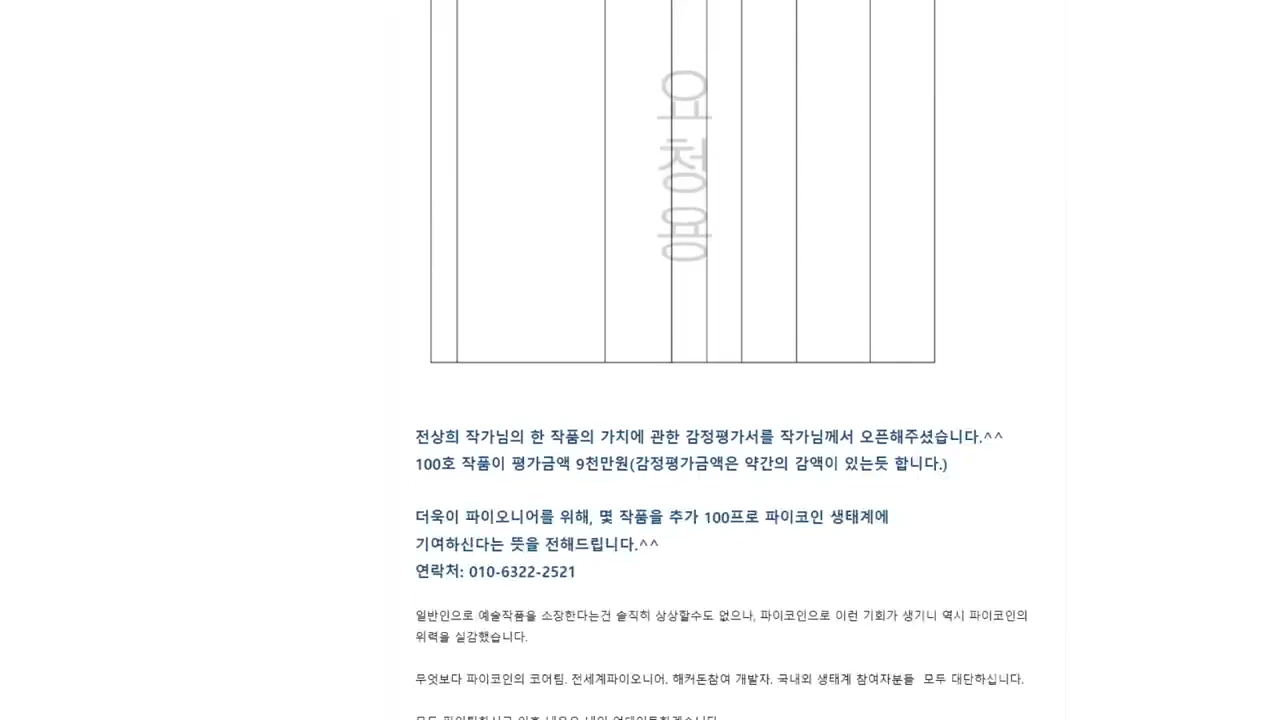 요
청
용
전상희 작가님의 한 작품의 가치에 관한 감정평가서를 작가님께서 오픈해주셨습니다.^^
100호 작품이 평가금액 9천만원(감정평가금액은 약간의 감액이 있는듯 합니다.)
더욱이 파이오니어를 위해, 몇 작품을 추가 100프로 파이코인 생태계에
기여하신다는 뜻을 전해드립니다.^^
연락처: 010-6322-2521
일반인으로 예술작품을 소장한다는건 솔직히 상상할수도 없으나, 파이코인으로 이런 기회가 생기니 역시 파이코인의
위력을 실감했습니다.
무엇보다 파이코인의 코어팀, 전세계파이오니어, 해커톤참여 개발자, 국내외 생태계 참여자분들 모두 대단하십니다.